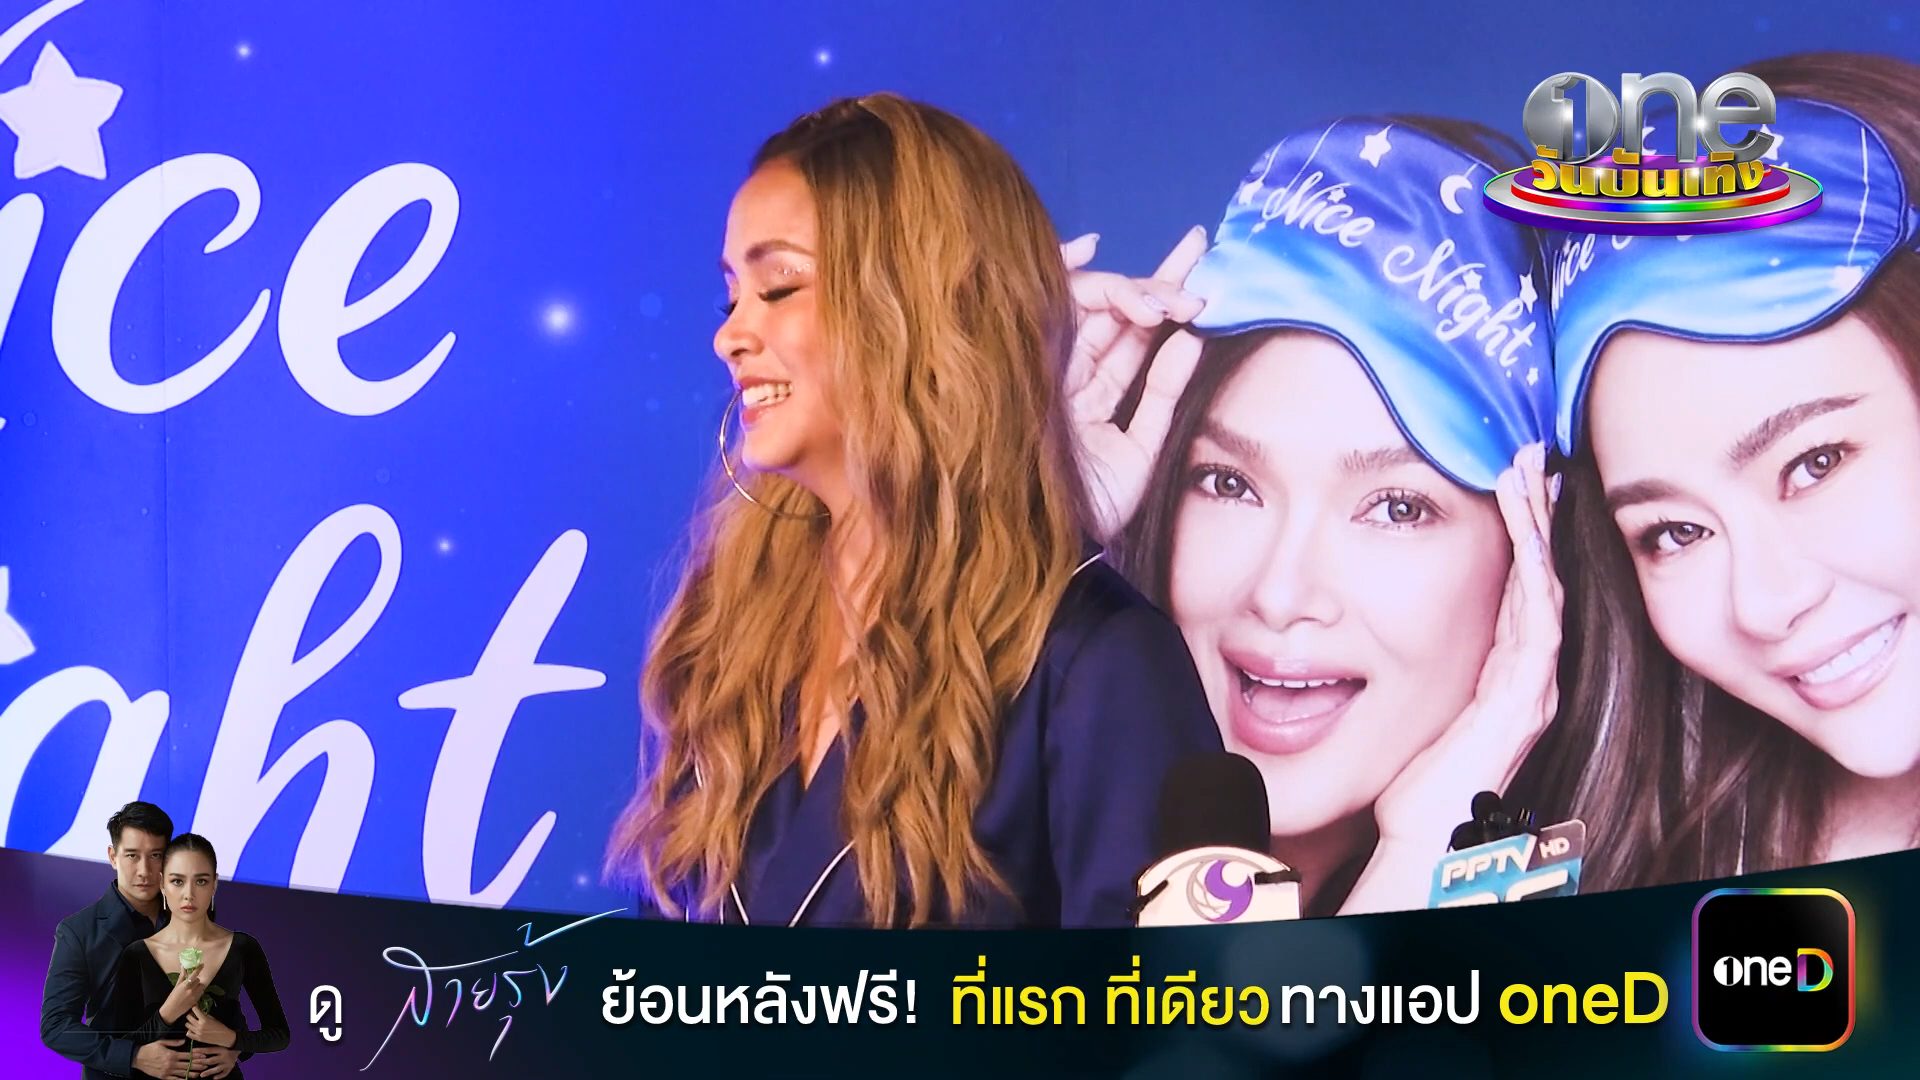 ice
ght
one
วันบันเทิง
Nice Night.
Nice
PPTV HD
ดู สายรุ้ง ย้อนหลังฟรี! ที่แรก ที่เดียว ทางแอป oneD
oneD